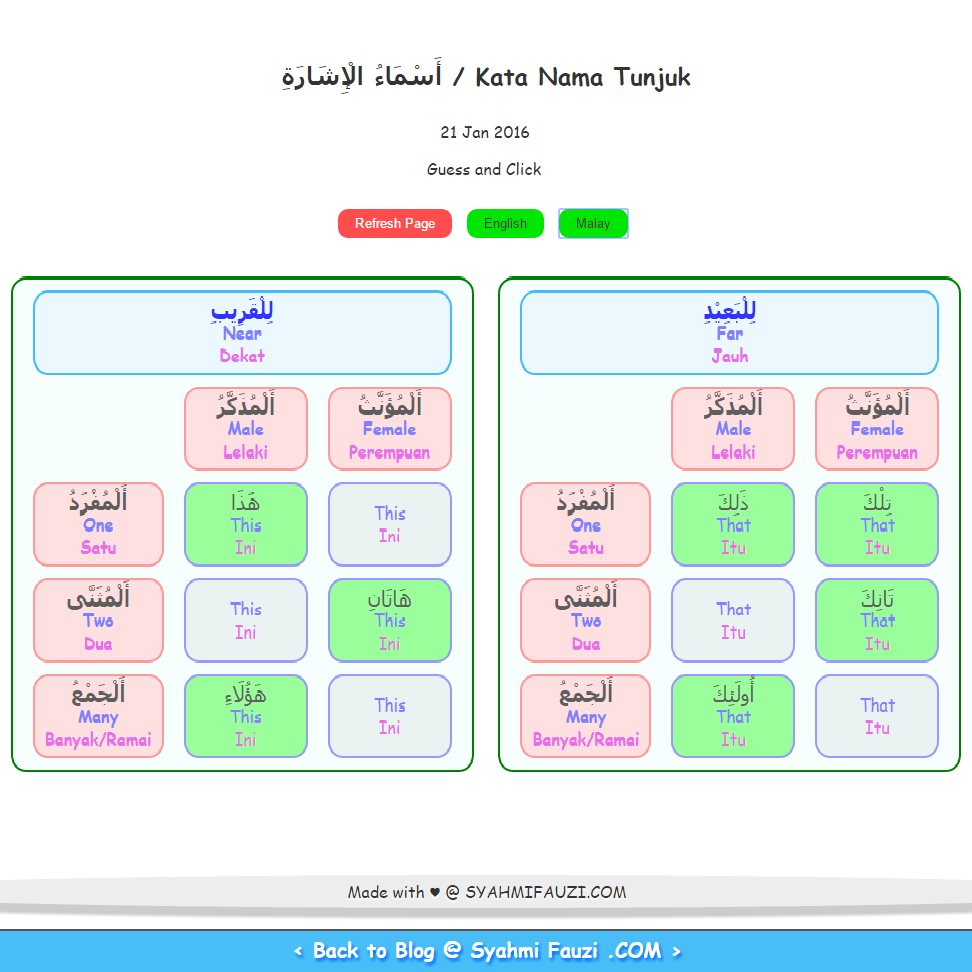 أَسْمَاءُ الْإِشَارَةِ / Kata Nama Tunjuk
21 Jan 2016
Guess and Click
Refresh Page
English
Malay
لِلْقَرِيبِ
Near
Dekat
أَلْمُذَكَّرُ
Male
Lelaki
أَلْمُؤَنَّثُ
Female
Perempuan
أَلْمُفْرَدُ
One
Satu
هَٰذَا
This
Ini
This
Ini
أَلْمُثَنَّى
Two
Dua
This
Ini
هَاتَانِ
This
Ini
أَلْجَمْعُ
Many
Banyak/Ramai
هَؤُلَاءِ
This
Ini
This
Ini
لِلْبَعِيْدِ
Far
Jauh
أَلْمُذَكَّرُ
Male
Lelaki
أَلْمُؤَنَّثُ
Female
Perempuan
أَلْمُفْرَدُ
One
Satu
ذَلِكَ
That
Itu
تِلْكَ
That
Itu
أَلْمُثَنَّى
Two
Dua
That
Itu
تَانِكَ
That
Itu
أَلْجَمْعُ
Many
Banyak/Ramai
أُولَئِكَ
That
Itu
That
Itu
Made with ♥ @ SYAHMIFAUZI.COM
< Back to Blog @ Syahmi Fauzi .COM >